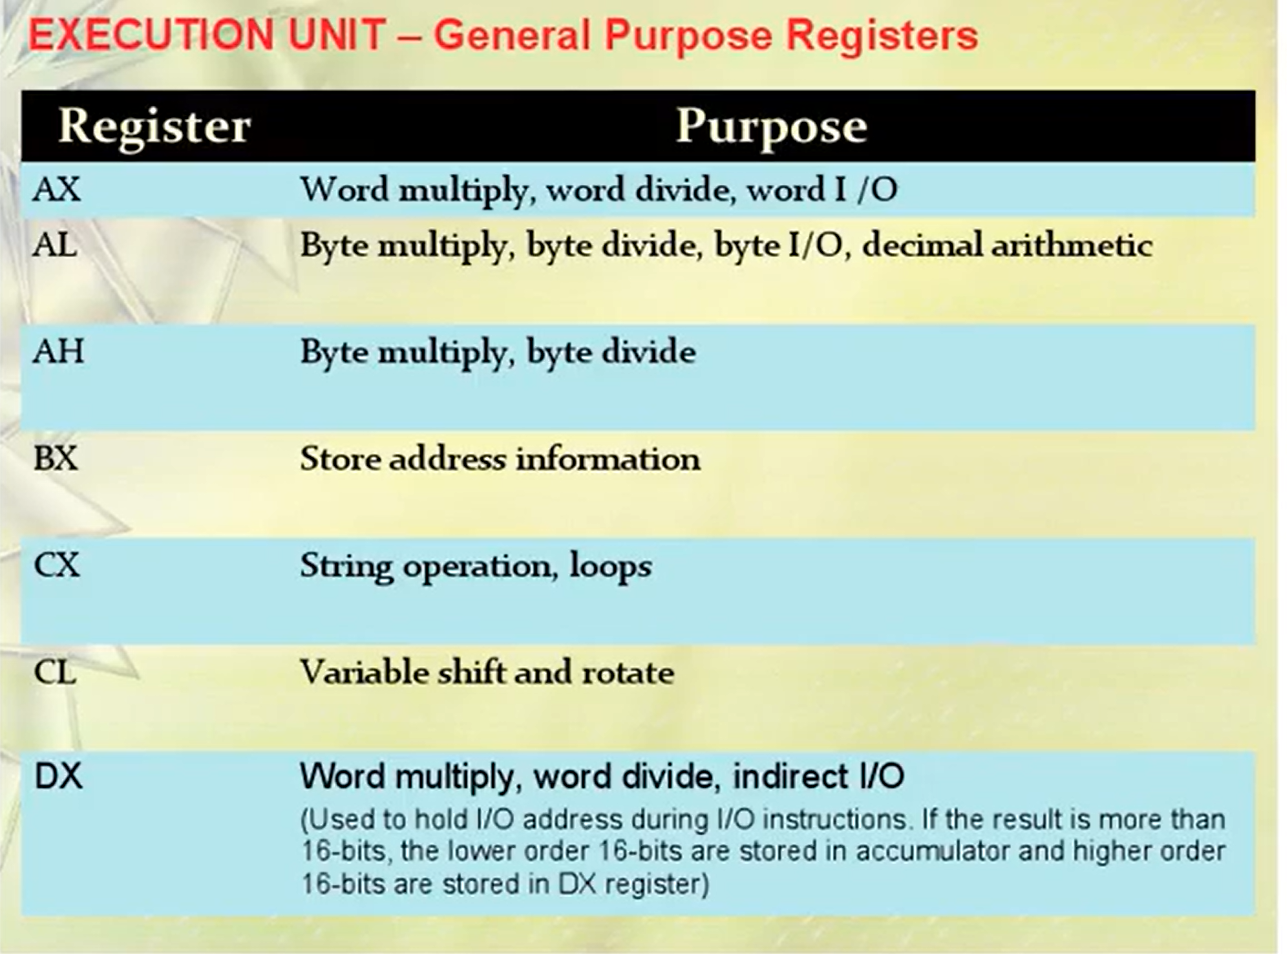 EXECUTION UNIT – General Purpose Registers
Register Purpose
AX Word multiply, word divide, word I /O
AL Byte multiply, byte divide, byte I/O, decimal arithmetic
AH Byte multiply, byte divide
BX Store address information
CX String operation, loops
CL Variable shift and rotate
DX Word multiply, word divide, indirect I/O
(Used to hold I/O address during I/O instructions. If the result is more than
16-bits, the lower order 16-bits are stored in accumulator and higher order
16-bits are stored in DX register)